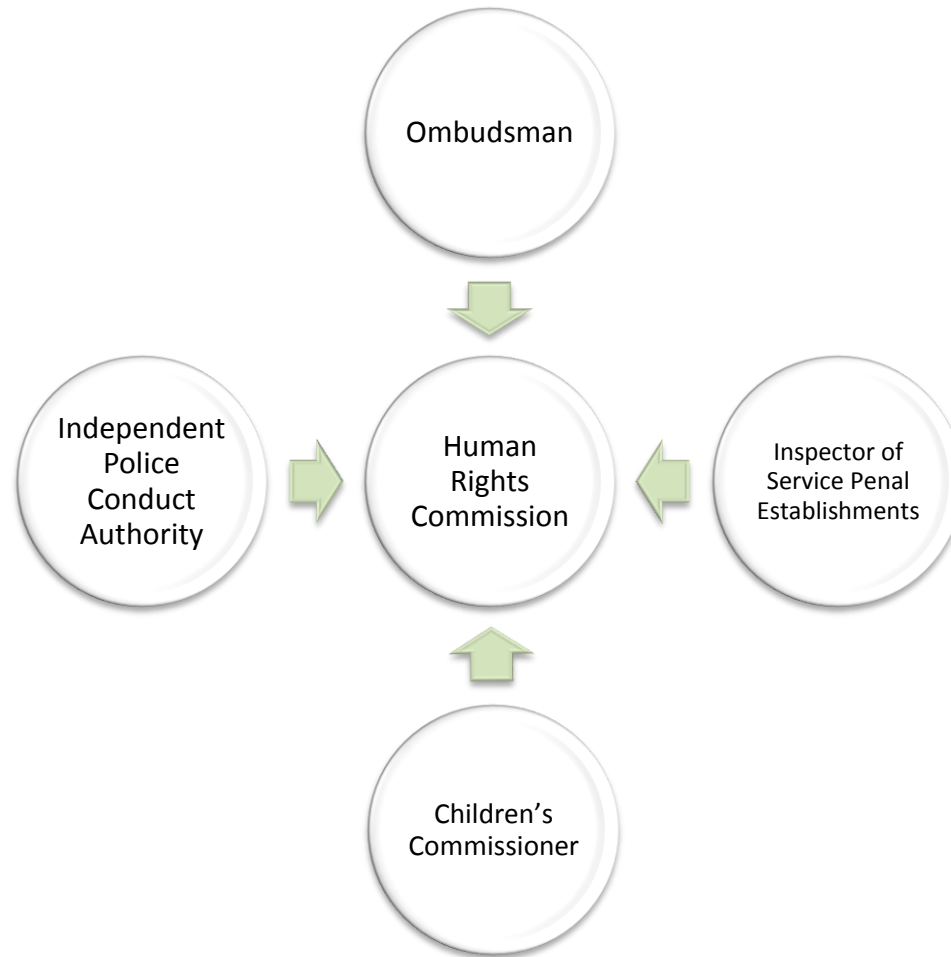 Ombudsman
Independent
Police
Conduct
Authority
Human
Rights
Commission
Inspector of
Service Penal
Establishments
Children’s
Commissioner